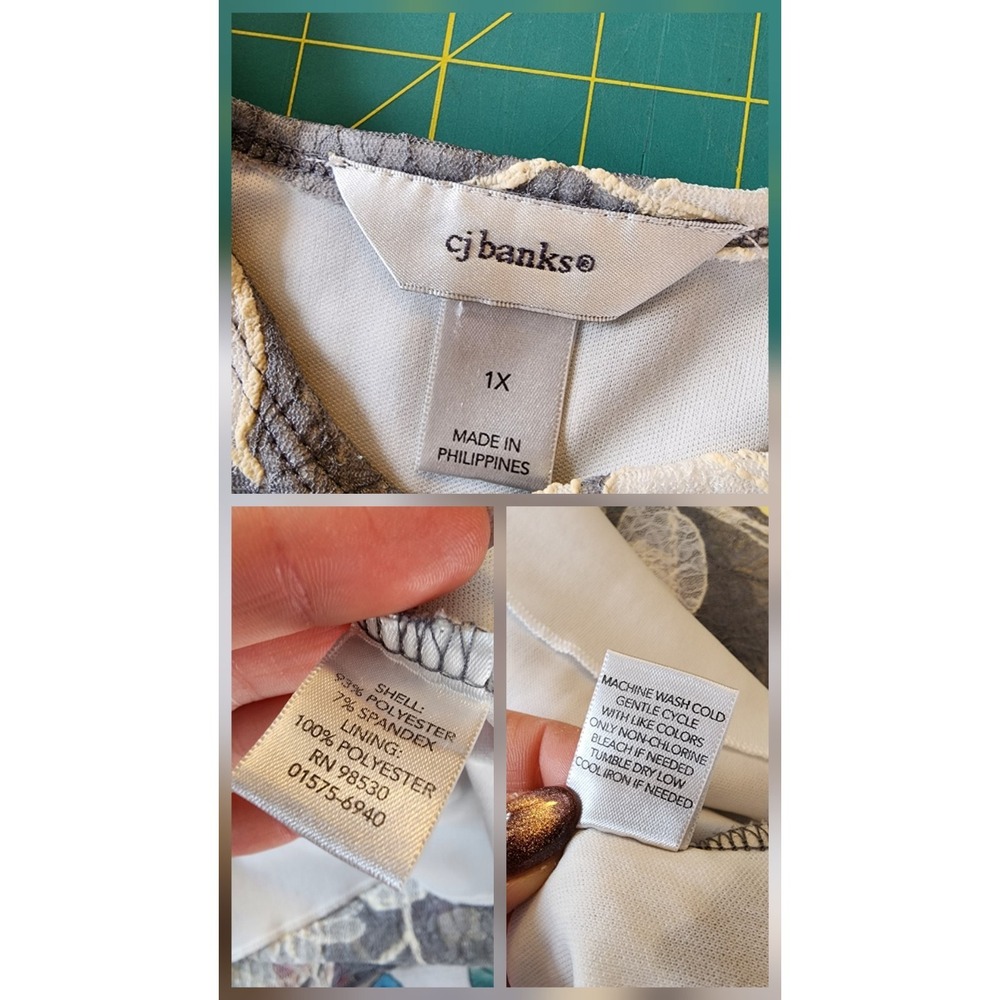 cj banks®
1X
MADE IN
PHILIPPINES
SHELL:
93% POLYESTER
7% SPANDEX
LINING:
100% POLYESTER
RN 98530
01575-6940
MACHINE WASH COLD
GENTLE CYCLE
WITH LIKE COLORS
ONLY NON-CHLORINE
BLEACH IF NEEDED
TUMBLE DRY LOW
COOL IRON IF NEEDED